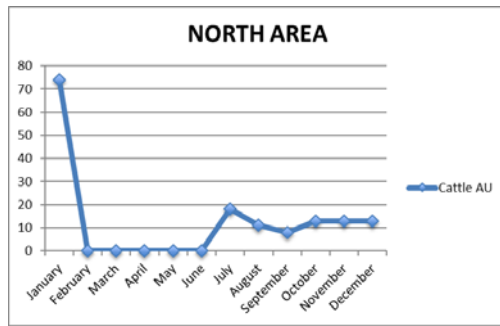 NORTH AREA
80
70
60
50
40
30
20
10
0
January
February
March
April
May
June
July
August
September
October
November
December
Cattle AU